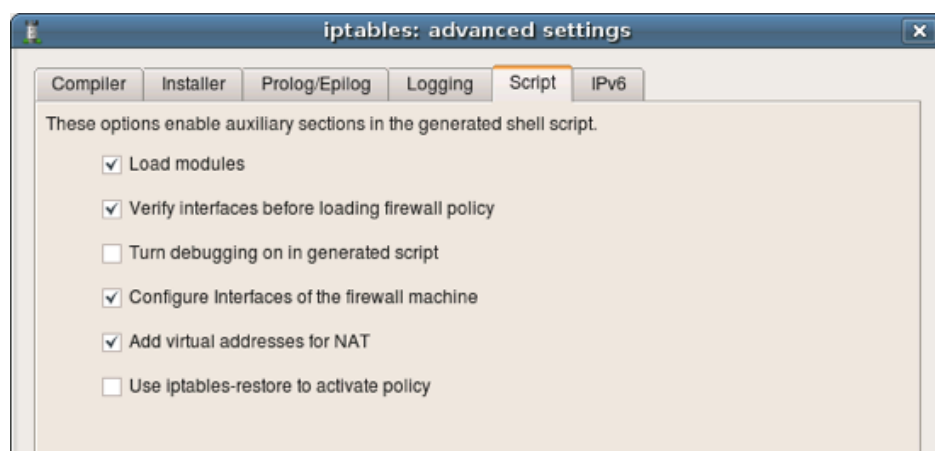 iptables: advanced settings
Compiler Installer Prolog/Epilog Logging Script IPv6
These options enable auxiliary sections in the generated shell script.
Load modules
Verify interfaces before loading firewall policy
Turn debugging on in generated script
Configure Interfaces of the firewall machine
Add virtual addresses for NAT
Use iptables-restore to activate policy